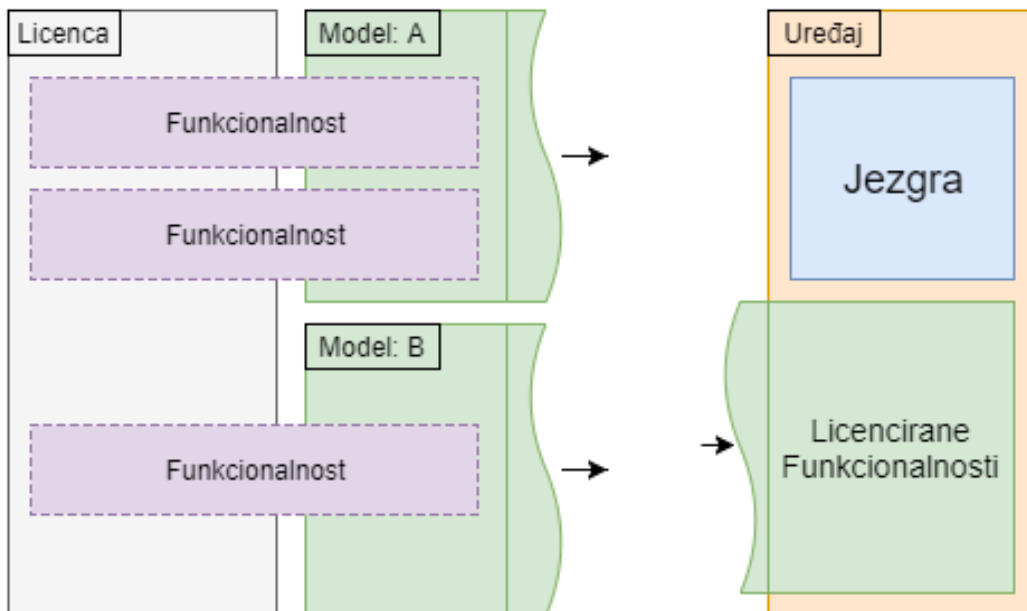 Licenca
Model: A
Funkcionalnost
Funkcionalnost
Model: B
Funkcionalnost
Uređaj
Jezgra
Licencirane
Funkcionalnosti